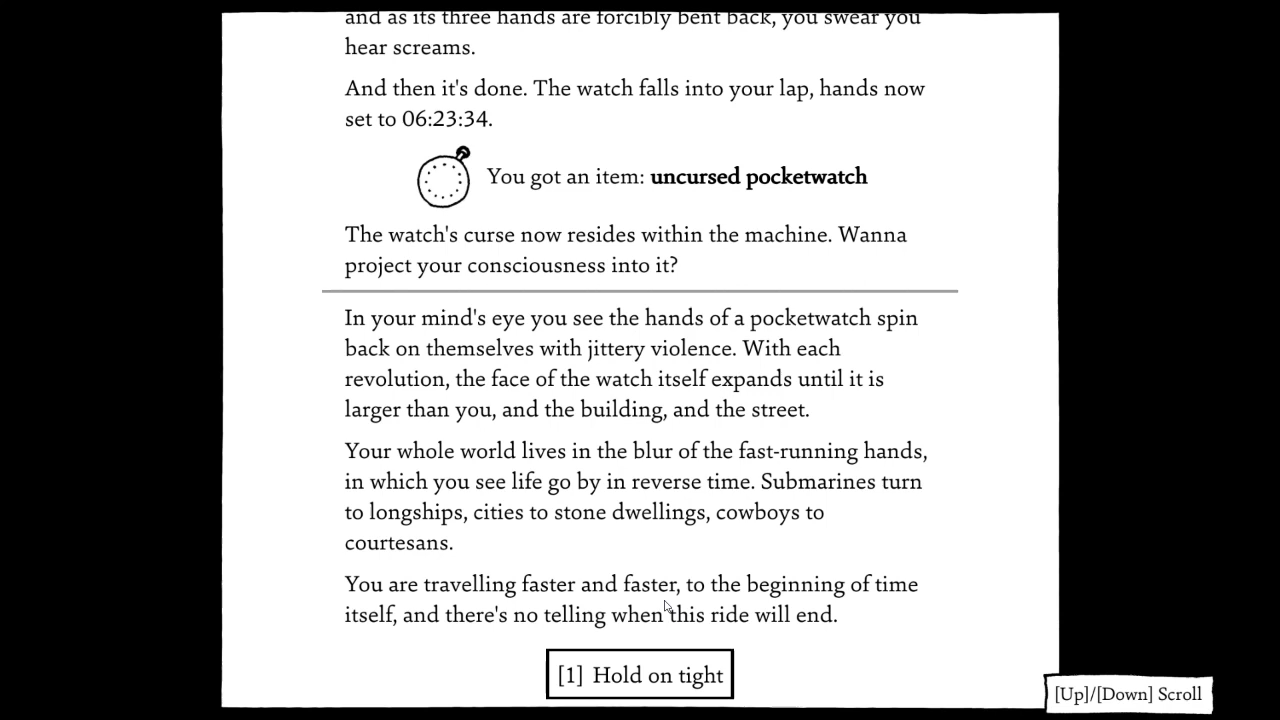 and as its three hands are forcibly bent back, you swear you
hear screams.
And then it's done. The watch falls into your lap, hands now
set to 06:23:34.
You got an item: uncursed pocketwatch
The watch's curse now resides within the machine. Wanna
project your consciousness into it?
In your mind's eye you see the hands of a pocketwatch spin
back on themselves with jittery violence. With each
revolution, the face of the watch itself expands until it is
larger than you, and the building, and the street.
Your whole world lives in the blur of the fast-running hands,
in which you see life go by in reverse time. Submarines turn
to longships, cities to stone dwellings, cowboys to
courtesans.
You are travelling faster and faster, to the beginning of time
itself, and there's no telling when this ride will end.
[1] Hold on tight
[Up]/[Down] Scroll